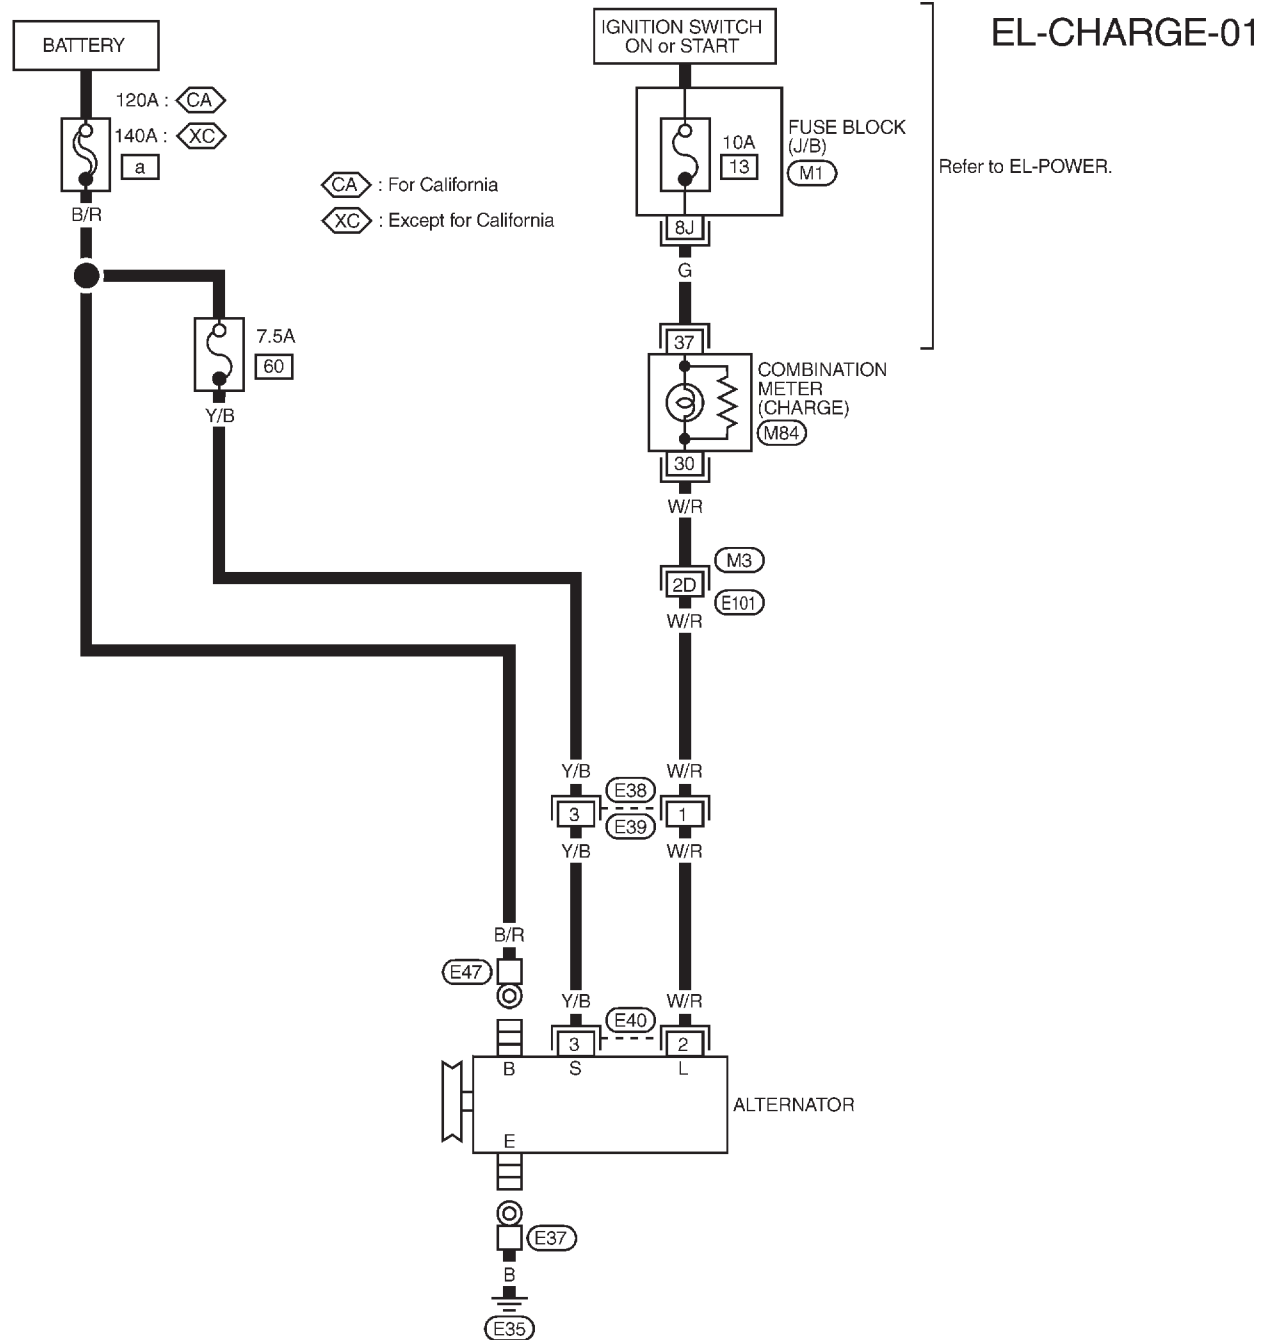 EL-CHARGE-01
BATTERY
IGNITION SWITCH
ON or START
120A : CA
140A : XC
a
B/R
CA : For California
XC : Except for California
10A
13
FUSE BLOCK
(J/B)
M1
Refer to EL-POWER.
8J
G
7.5A
60
Y/B
37
COMBINATION
METER
(CHARGE)
M84
30
W/R
M3
2D
E101
W/R
Y/B
W/R
E38
3
1
E39
Y/B
W/R
B/R
E47
Y/B
W/R
E40
3
2
B
S
L
ALTERNATOR
E
E37
B
E35